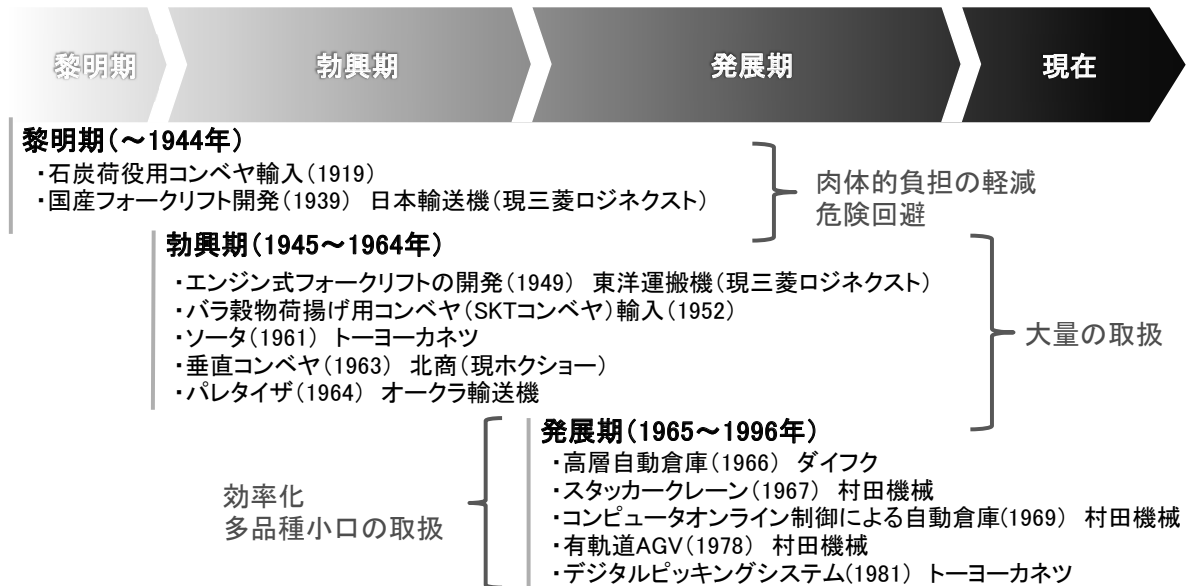 黎明期
勃興期
発展期
現在
黎明期(~1944年)
・石炭荷役用コンベヤ輸入(1919)
・国産フォークリフト開発(1939) 日本輸送機(現三菱ロジネクスト)
肉体的負担の軽減
危険回避
勃興期(1945~1964年)
・エンジン式フォークリフトの開発(1949) 東洋運搬機(現三菱ロジネクスト)
・バラ穀物荷揚げ用コンベヤ(SKTコンベヤ)輸入(1952)
・ソータ(1961) トーヨーカネツ
・垂直コンベヤ(1963) 北商(現ホクショー)
・パレタイザ(1964) オークラ輸送機
大量の取扱
発展期(1965~1996年)
・高層自動倉庫(1966) ダイフク
・スタッカークレーン(1967) 村田機械
・コンピュータオンライン制御による自動倉庫(1969) 村田機械
・有軌道AGV(1978) 村田機械
・デジタルピッキングシステム(1981) トーヨーカネツ
効率化
多品種小口の取扱